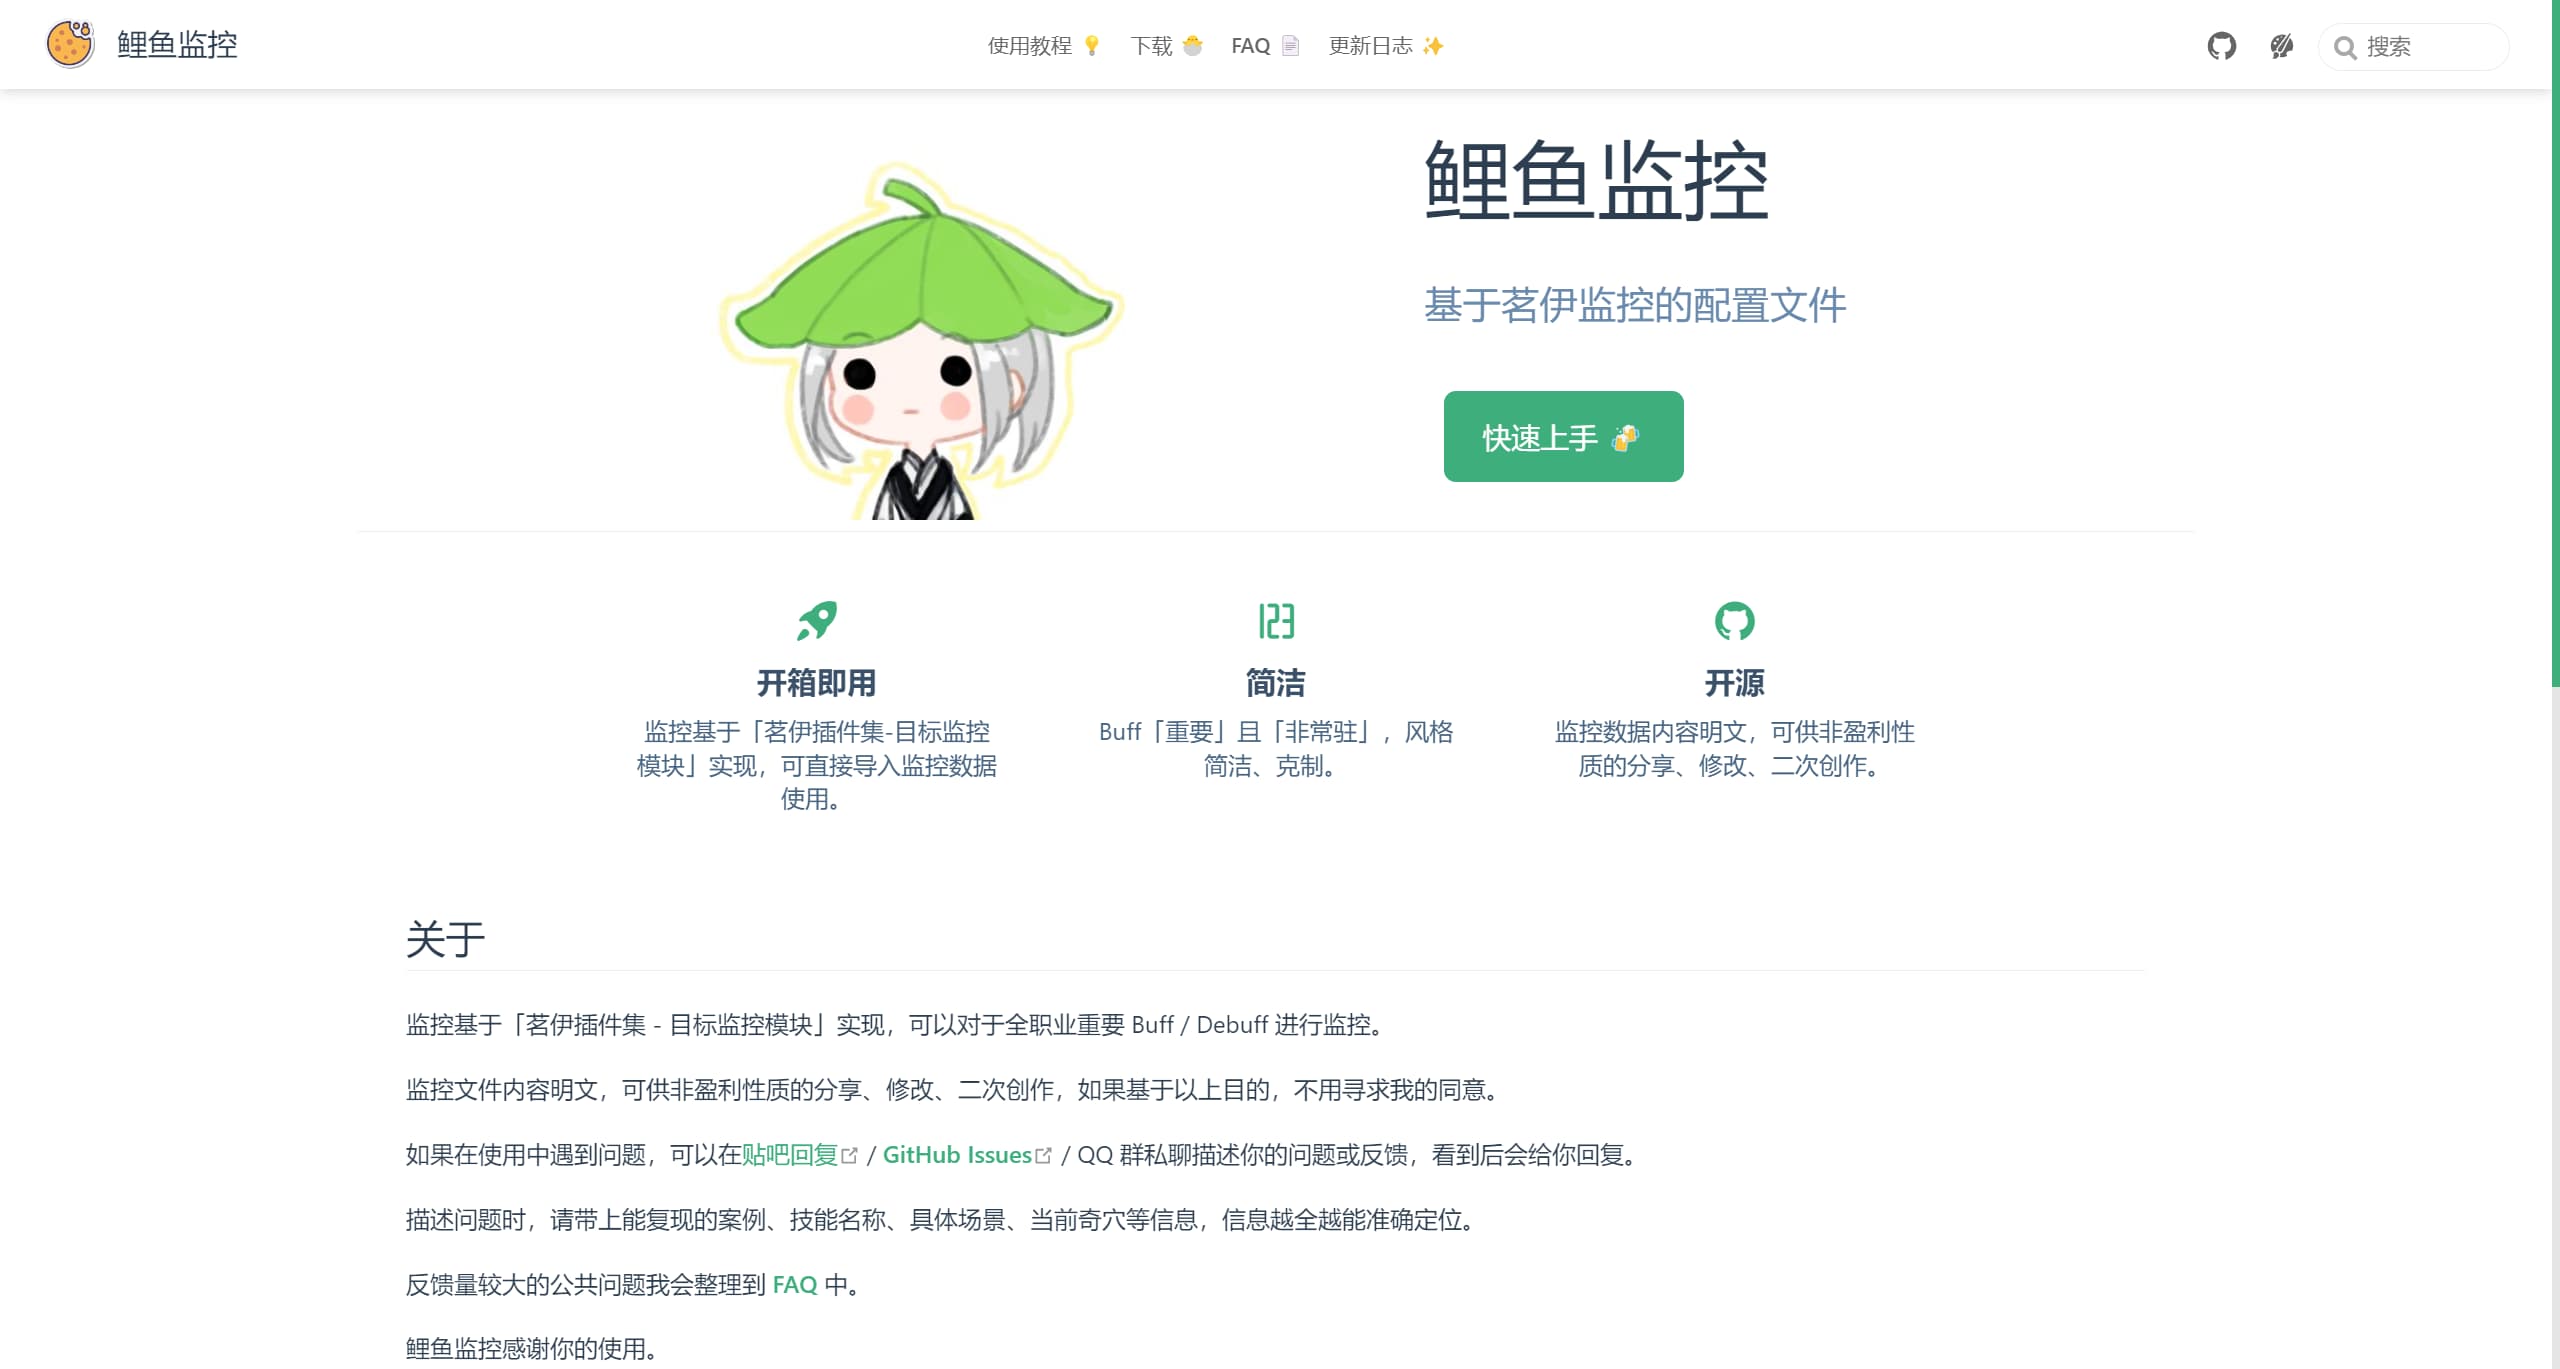 鲤鱼监控
使用教程 💡 下载 🐣 FAQ 📄 更新日志 ✨
搜索
鲤鱼监控
基于茗伊监控的配置文件
快速上手 🍻
开箱即用
监控基于「茗伊插件集-目标监控
模块」实现，可直接导入监控数据
使用。
简洁
Buff「重要」且「非常驻」，风格
简洁、克制。
开源
监控数据内容明文，可供非盈利性
质的分享、修改、二次创作。
关于
监控基于「茗伊插件集 - 目标监控模块」实现，可以对于全职业重要 Buff / Debuff 进行监控。
监控文件内容明文，可供非盈利性质的分享、修改、二次创作，如果基于以上目的，不用寻求我的同意。
如果在使用中遇到问题，可以在贴吧回复 / GitHub Issues / QQ 群私聊描述你的问题或反馈，看到后会给你回复。
描述问题时，请带上能复现的案例、技能名称、具体场景、当前奇穴等信息，信息越全越能准确定位。
反馈量较大的公共问题我会整理到 FAQ 中。
鲤鱼监控感谢你的使用。